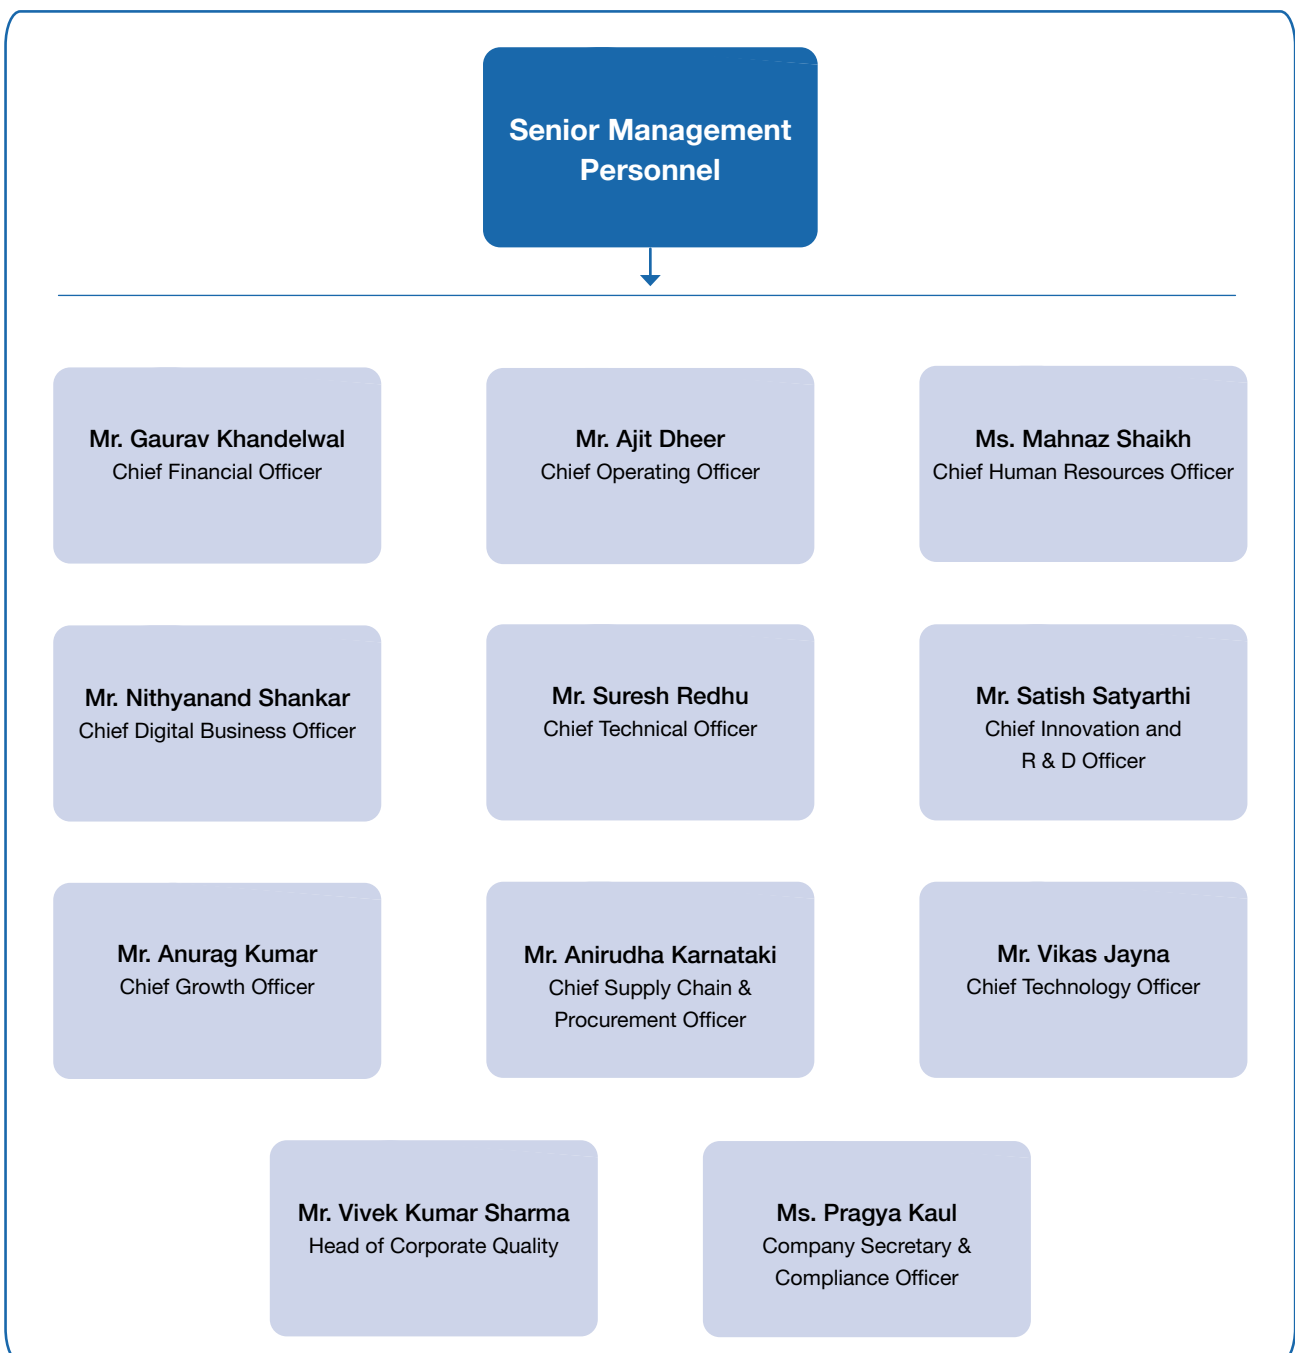 Senior Management
Personnel
Mr. Gaurav Khandelwal
Chief Financial Officer
Mr. Ajit Dheer
Chief Operating Officer
Ms. Mahnaz Shaikh
Chief Human Resources Officer
Mr. Nithyanand Shankar
Chief Digital Business Officer
Mr. Suresh Redhu
Chief Technical Officer
Mr. Satish Satyarthi
Chief Innovation and
R & D Officer
Mr. Anurag Kumar
Chief Growth Officer
Mr. Anirudha Karnataki
Chief Supply Chain &
Procurement Officer
Mr. Vikas Jayna
Chief Technology Officer
Mr. Vivek Kumar Sharma
Head of Corporate Quality
Ms. Pragya Kaul
Company Secretary &
Compliance Officer